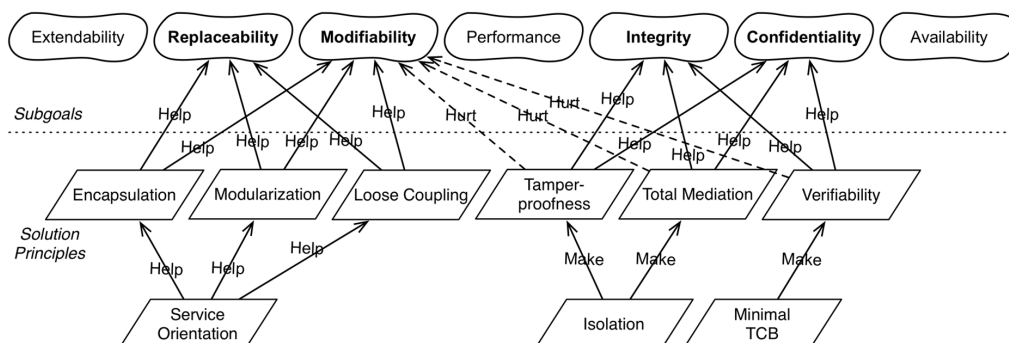 Extendability
Replaceability
Modifiability
Performance
Integrity
Confidentiality
Availability
Subgoals
Help
Help
Help
Hurt
Help
Hurt
Hurt
Help
Help
Help
Help
Help
Help
Help
Help
Help
Encapsulation
Modularization
Loose Coupling
Tamper-
proofness
Total Mediation
Verifiability
Solution
Principles
Help
Help
Help
Make
Make
Make
Service
Orientation
Isolation
Minimal
TCB